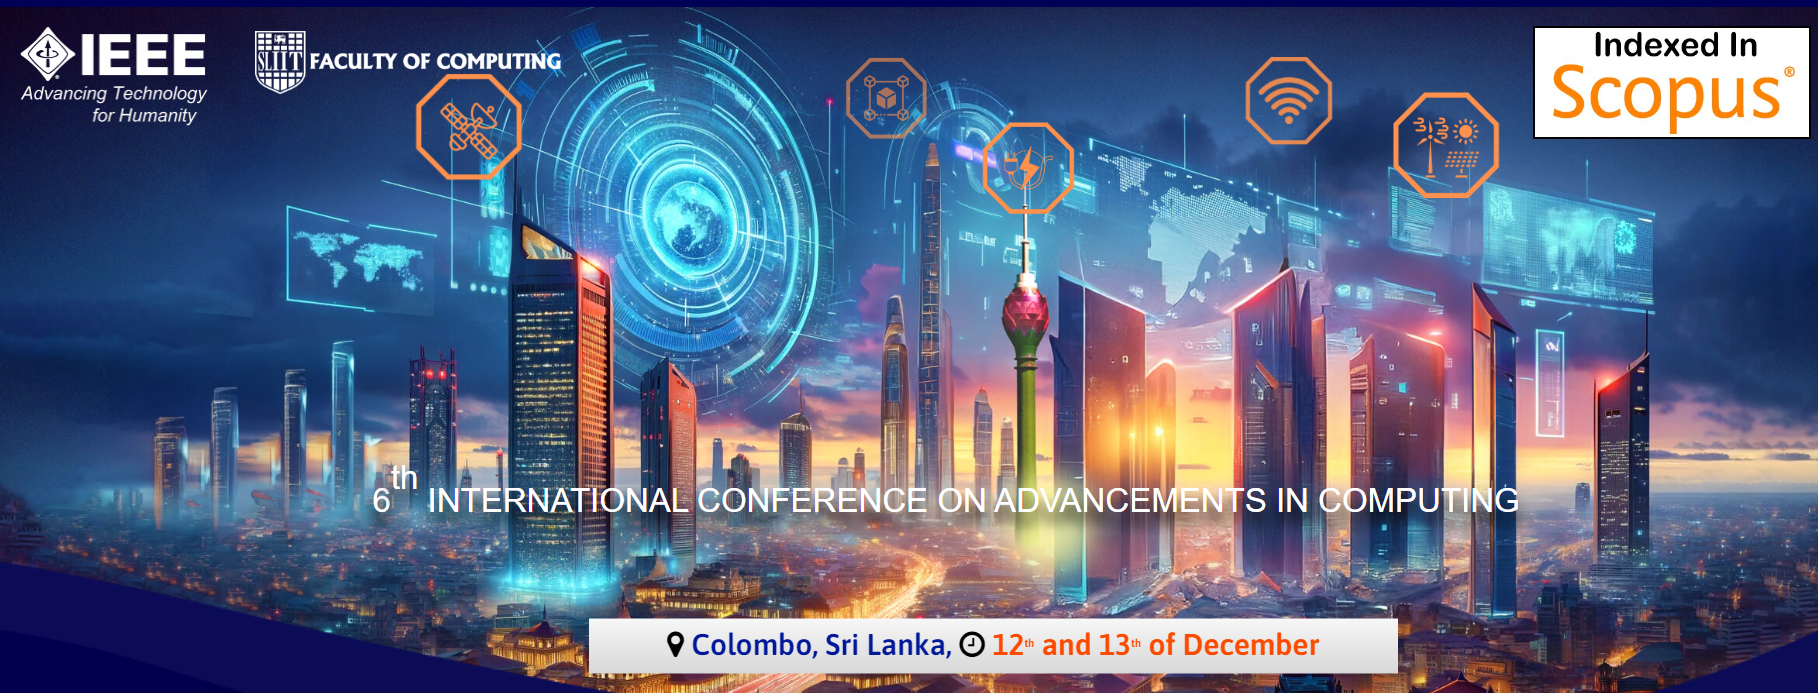 IEEE
Advancing Technology
for Humanity
SLIIT
FACULTY OF COMPUTING
Indexed In
Scopus®
6th INTERNATIONAL CONFERENCE ON ADVANCEMENTS IN COMPUTING
Colombo, Sri Lanka, 12th and 13th of December